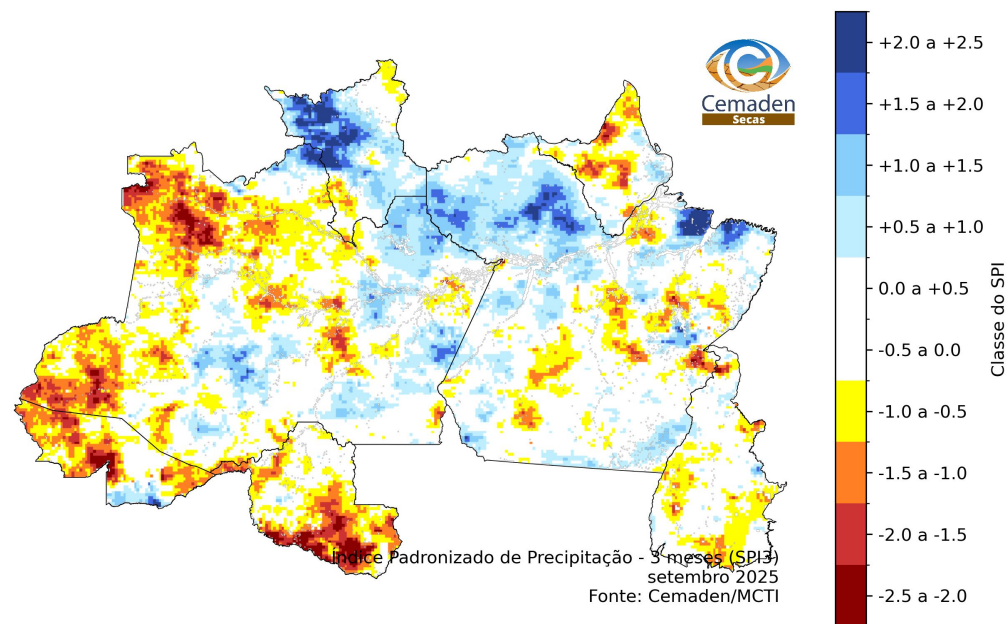 Cemaden
Secas
+2.0 a +2.5
+1.5 a +2.0
+1.0 a +1.5
+0.5 a +1.0
0.0 a +0.5
-0.5 a 0.0
-1.0 a -0.5
-1.5 a -1.0
-2.0 a -1.5
-2.5 a -2.0
Classe do SPI
Índice Padronizado de Precipitação - 3 meses (SPI3)
setembro 2025
Fonte: Cemaden/MCTI